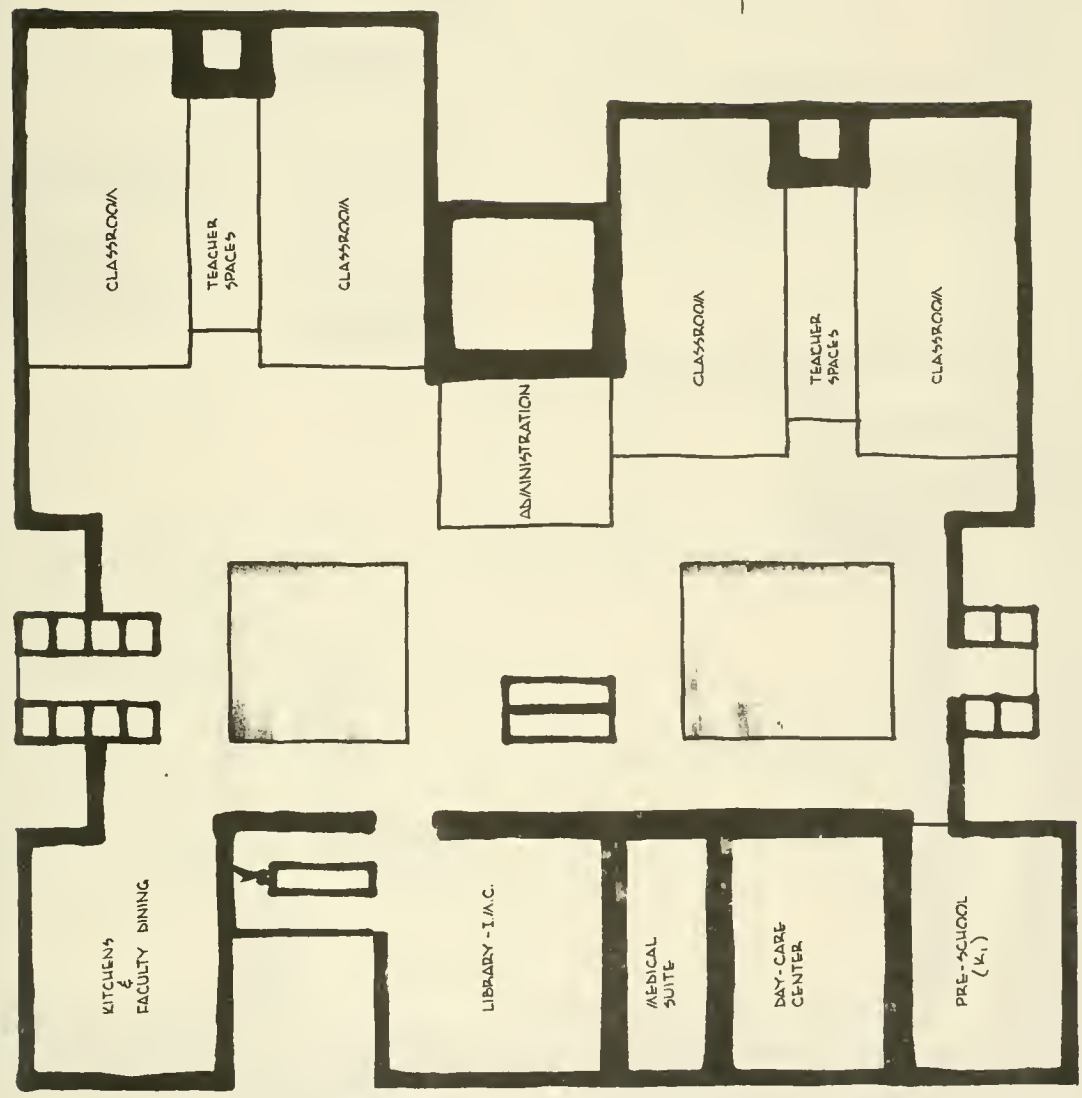 CLASSROOM
TEACHER
SPACES
CLASSROOM
CLASSROOM
TEACHER
SPACES
CLASSROOM
ADMINISTRATION
KITCHENS
&
FACULTY DINING
LIBRARY - I.M.C.
MEDICAL
SUITE
DAY-CARE
CENTER
PRE-SCHOOL
(K1)